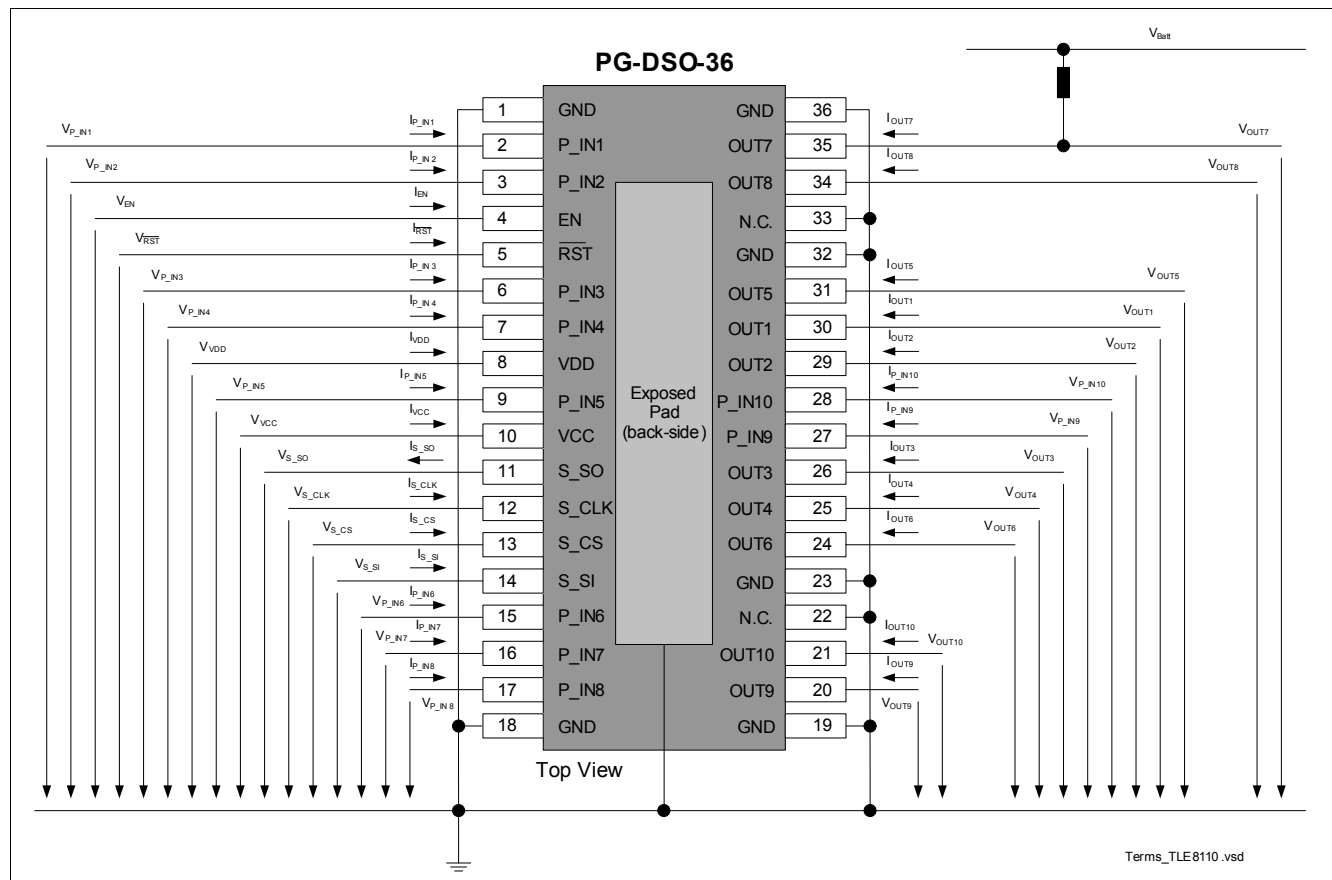 V_Batt
PG-DSO-36
1 GND GND 36
V_P_IN1 I_P_IN1 I_OUT7 V_OUT7
2 P_IN1 OUT7 35
V_P_IN2 I_P_IN 2 I_OUT8 V_OUT8
3 P_IN2 OUT8 34
V_EN I_EN
4 EN N.C. 33
V_R̅S̅T̅ I_R̅S̅T̅
5 R̅S̅T̅ GND 32
V_P_IN3 I_P_IN 3 I_OUT5 V_OUT5
6 P_IN3 OUT5 31
V_P_IN4 I_P_IN 4 I_OUT1 V_OUT1
7 P_IN4 OUT1 30
V_VDD I_VDD I_OUT2 V_OUT2
8 VDD OUT2 29
V_P_IN5 I_P_IN5 I_P_IN10 V_P_IN10
9 P_IN5 Exposed P_IN10 28
V_VCC I_VCC Pad I_P_IN9 V_P_IN9
10 VCC (back-side) P_IN9 27
V_S_SO I_S_SO I_OUT3 V_OUT3
11 S_SO OUT3 26
V_S_CLK I_S_CLK I_OUT4 V_OUT4
12 S_CLK OUT4 25
V_S_CS I_S_CS I_OUT6 V_OUT6
13 S_CS OUT6 24
V_S_SI I_S_SI
14 S_SI GND 23
V_P_IN6 I_P_IN6
15 P_IN6 N.C. 22
V_P_IN7 I_P_IN7 I_OUT10 V_OUT10
16 P_IN7 OUT10 21
I_P_IN8 I_OUT9
17 P_IN8 OUT9 20
V_P_IN 8 V_OUT9
18 GND GND 19
Top View
Terms_TLE8110.vsd